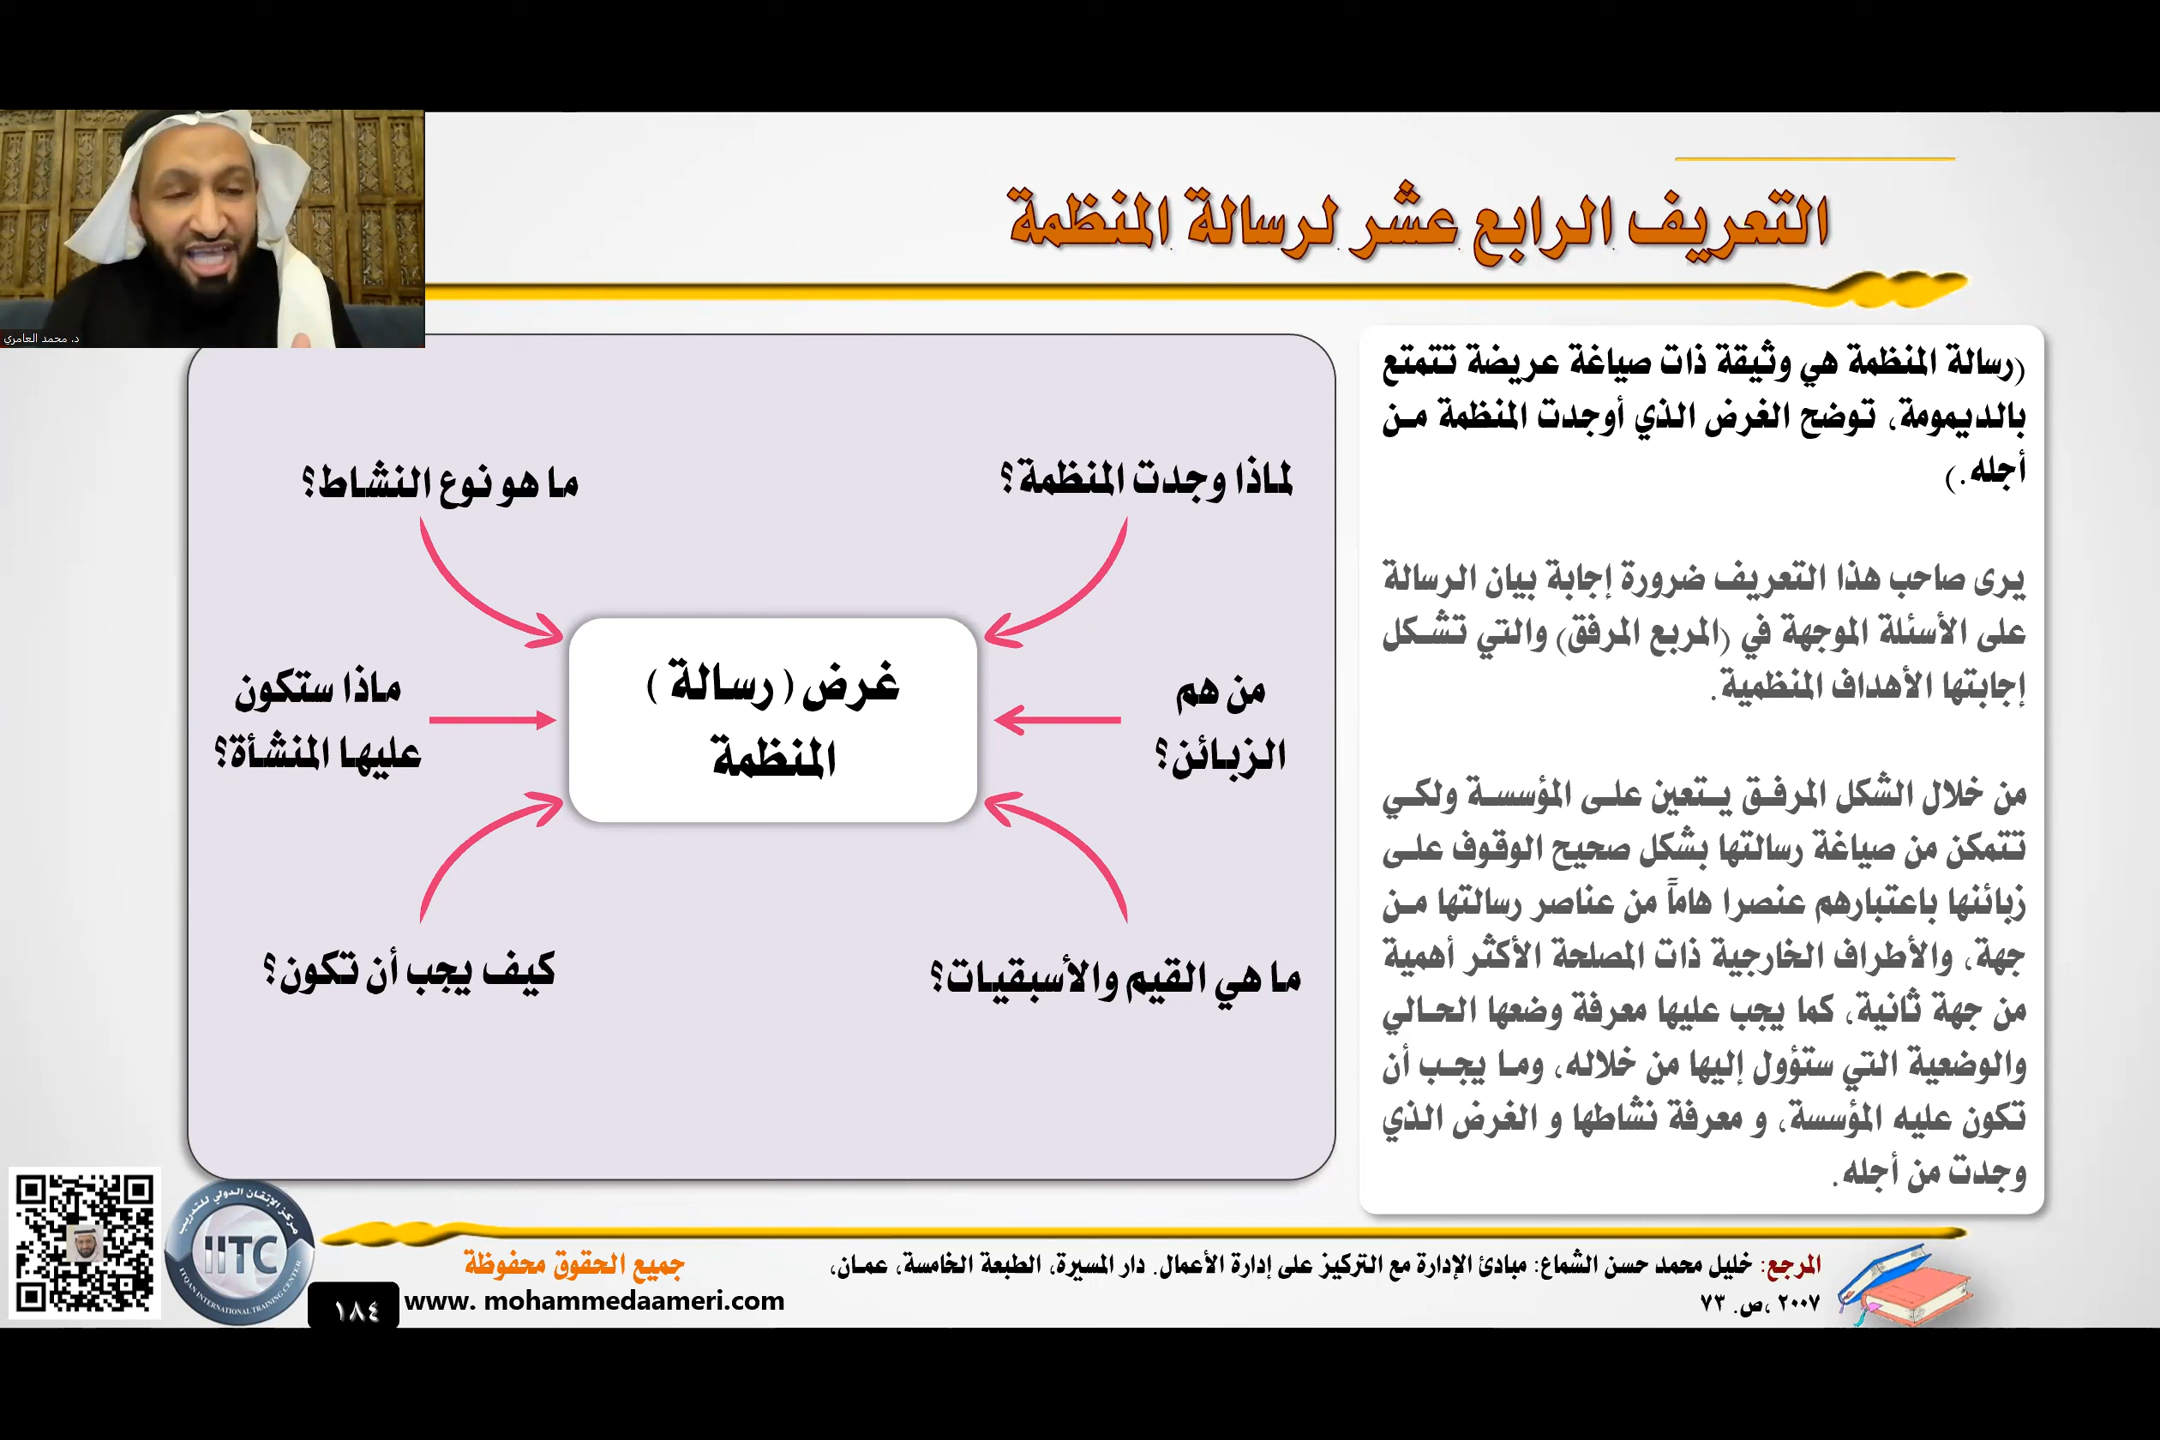 د. محمد العامري
التعريف الرابع عشر لرسالة المنظمة
(رسالة المنظمة هي وثيقة ذات صياغة عريضة تتمتع
بالديمومة، توضح الغرض الذي أوجدت المنظمة من
أجله.)
يرى صاحب هذا التعريف ضرورة إجابة بيان الرسالة
على الأسئلة الموجهة في (المربع المرفق) والتي تشكل
إجابتها الأهداف المنظمية.
من خلال الشكل المرفق يتعين على المؤسسة ولكي
تتمكن من صياغة رسالتها بشكل صحيح الوقوف على
زبائنها باعتبارهم عنصرا هاماً من عناصر رسالتها من
جهة، والأطراف الخارجية ذات المصلحة الأكثر أهمية
من جهة ثانية، كما يجب عليها معرفة وضعها الحالي
والوضعية التي ستؤول إليها من خلاله، وما يجب أن
تكون عليه المؤسسة، و معرفة نشاطها و الغرض الذي
وجدت من أجله.
لماذا وجدت المنظمة؟
ما هو نوع النشاط؟
من هم
الزبائن؟
غرض ( رسالة )
المنظمة
ماذا ستكون
عليها المنشأة؟
ما هي القيم والأسبقيات؟
كيف يجب أن تكون؟
المرجع: خليل محمد حسن الشماع: مبادئ الإدارة مع التركيز على إدارة الأعمال. دار المسيرة، الطبعة الخامسة، عمان،
٢٠٠٧ ،ص. ٧٣
جميع الحقوق محفوظة
www. mohammedaameri.com
١٨٤
مركز الإتقان الدولي للتدريب
IITC
ITQAN INTERNATIONAL TRAINING CENTER